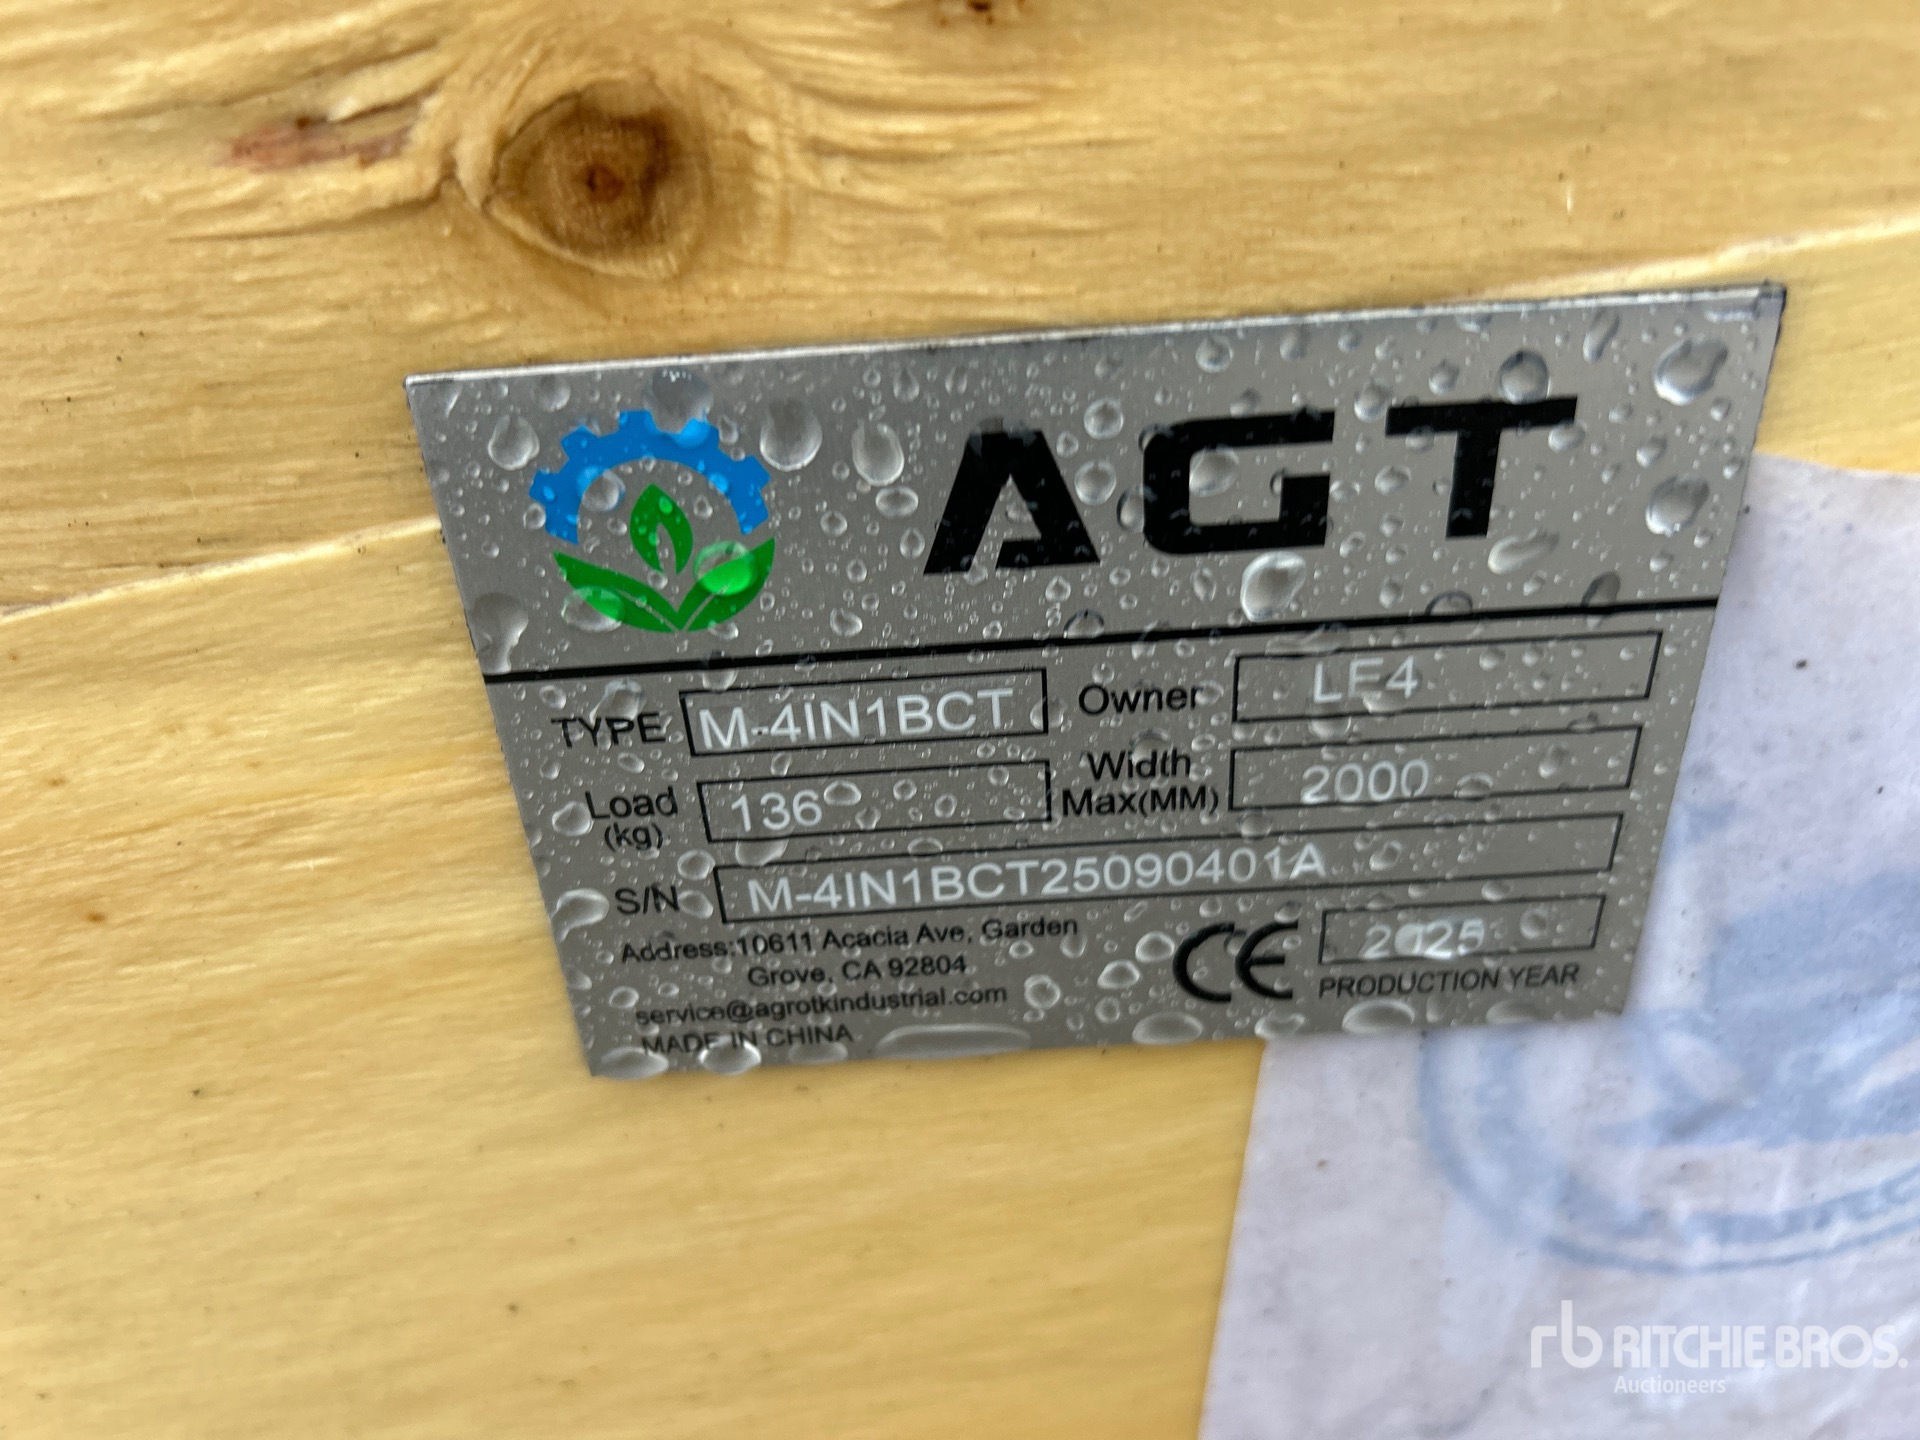 AGT
TYPE M-4IN1BCT Owner LE4
Load (kg) 136 Width Max(MM) 2000
S/N M-4IN1BCT25090401A
Address:10611 Acacia Ave, Garden
Grove, CA 92804
service@agrotkindustrial.com
MADE IN CHINA
CE 2025
PRODUCTION YEAR
rb RITCHIE BROS.
Auctioneers